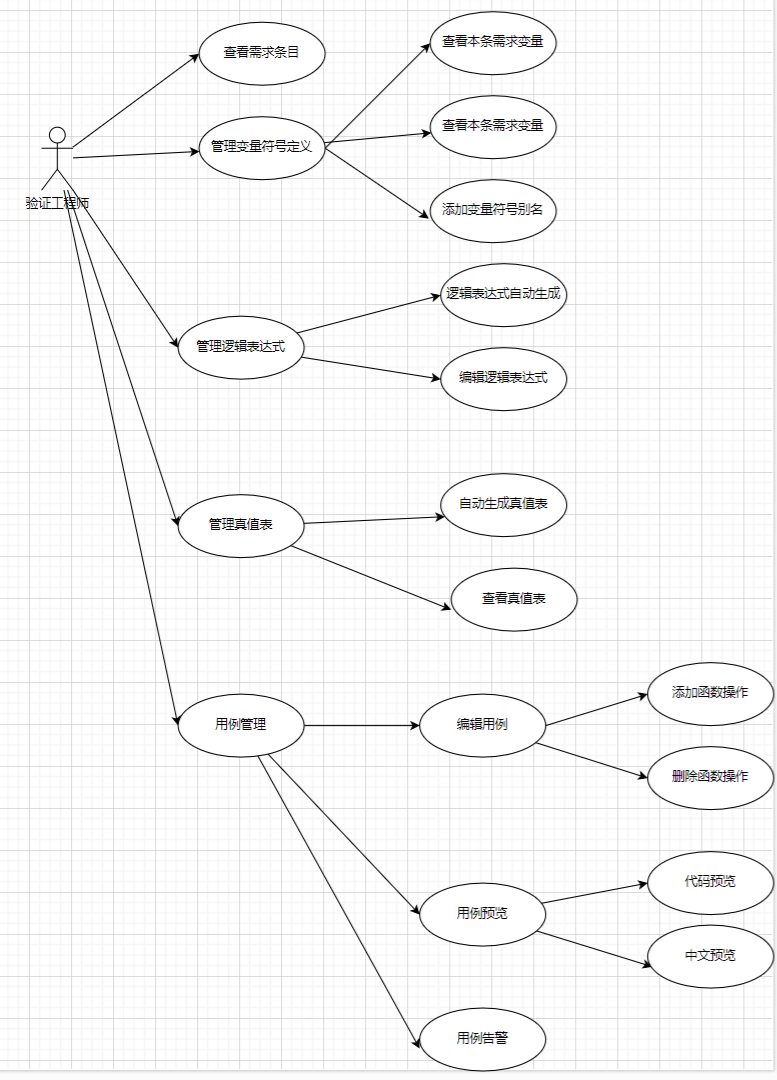 查看需求条目
查看本条需求变量
管理变量符号定义
查看本条需求变量
添加变量符号别名
验证工程师
逻辑表达式自动生成
管理逻辑表达式
编辑逻辑表达式
自动生成真值表
管理真值表
查看真值表
用例管理
编辑用例
添加函数操作
删除函数操作
用例预览
代码预览
中文预览
用例告警